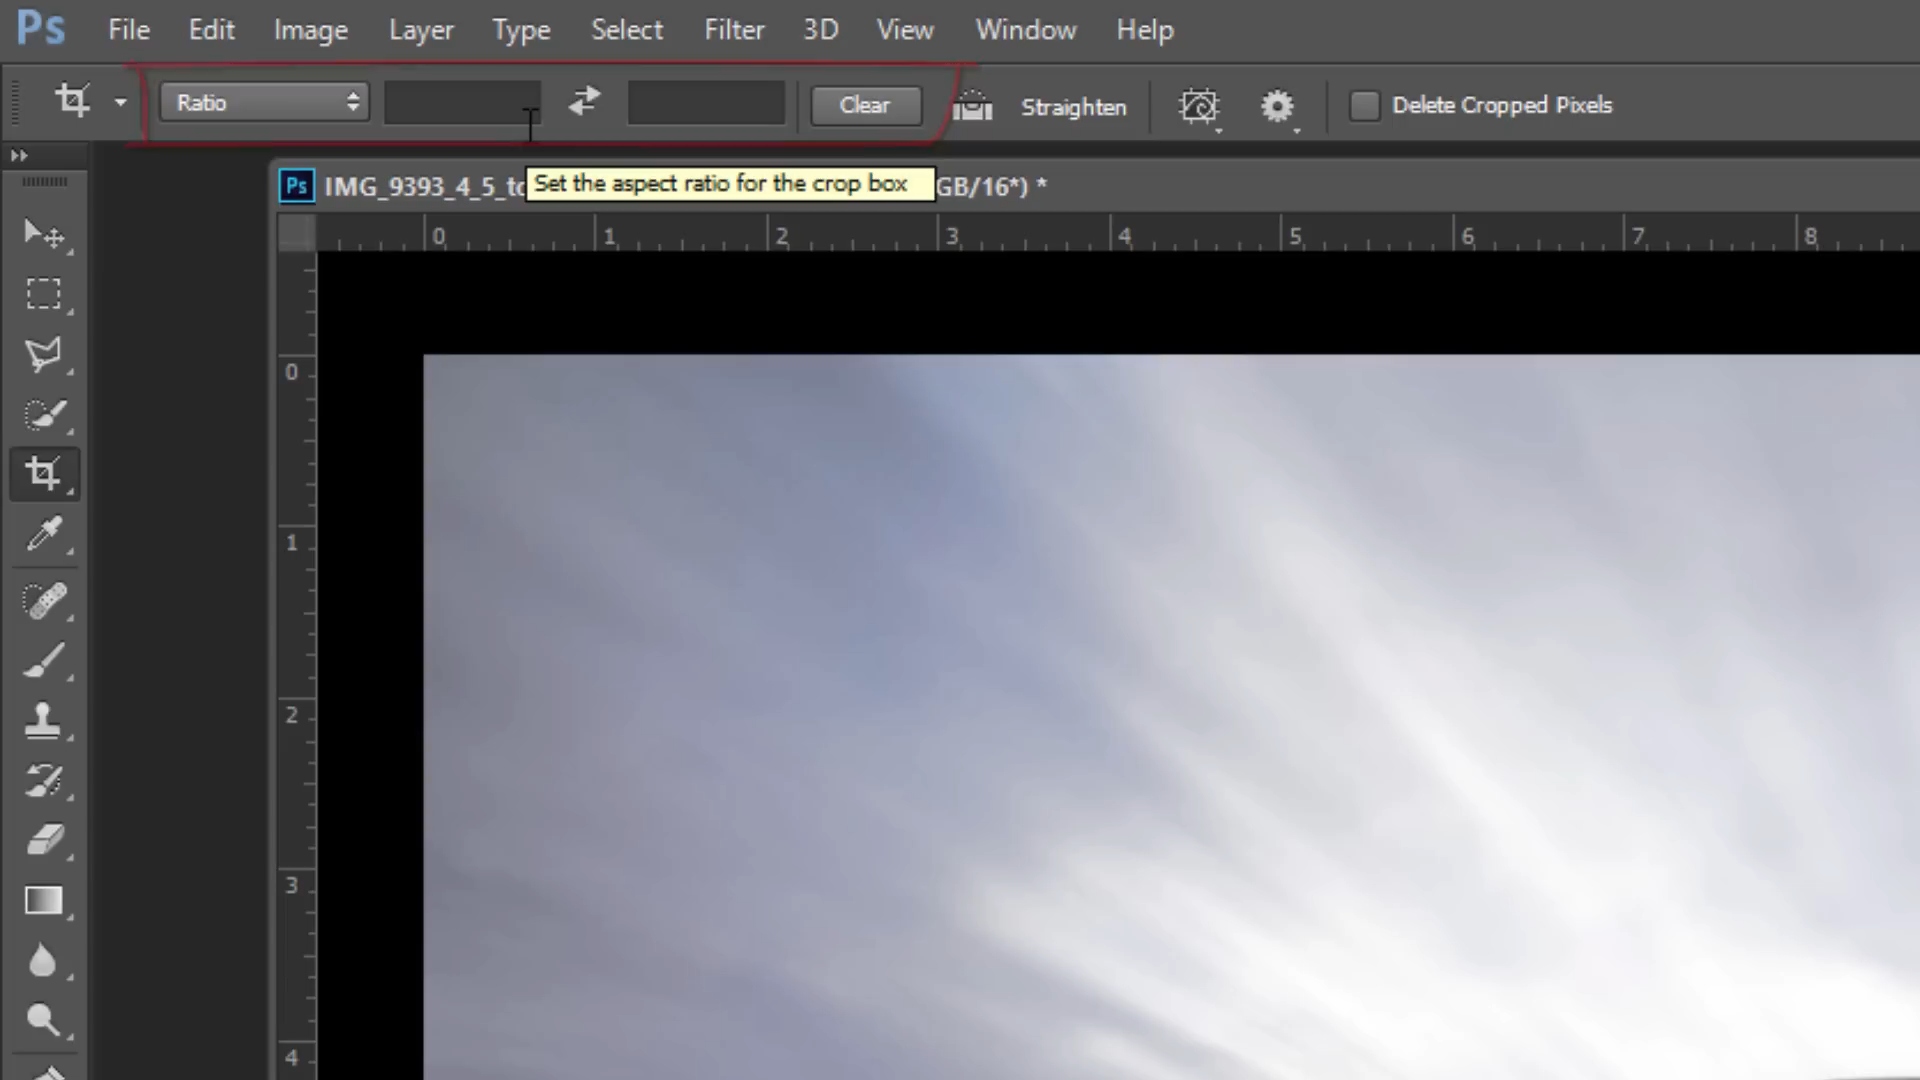 Ps File Edit Image Layer Type Select Filter 3D View Window Help
Ratio Clear Straighten Delete Cropped Pixels
Ps IMG_9393_4_5_to GB/16*) *
Set the aspect ratio for the crop box
0 1 2 3 4 5 6 7 8
0
1
2
3
4